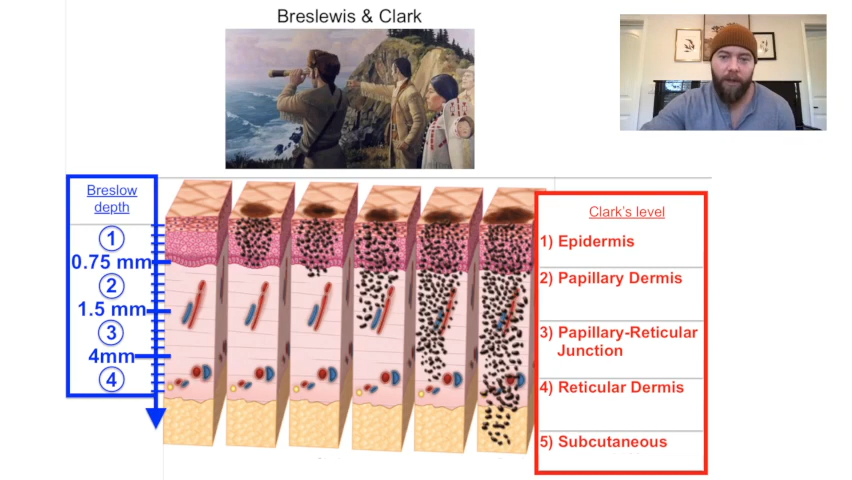 Breslewis & Clark
Breslow
depth
1
0.75 mm
2
1.5 mm
3
4mm
4
Clark's level
1) Epidermis
2) Papillary Dermis
3) Papillary-Reticular
Junction
4) Reticular Dermis
5) Subcutaneous